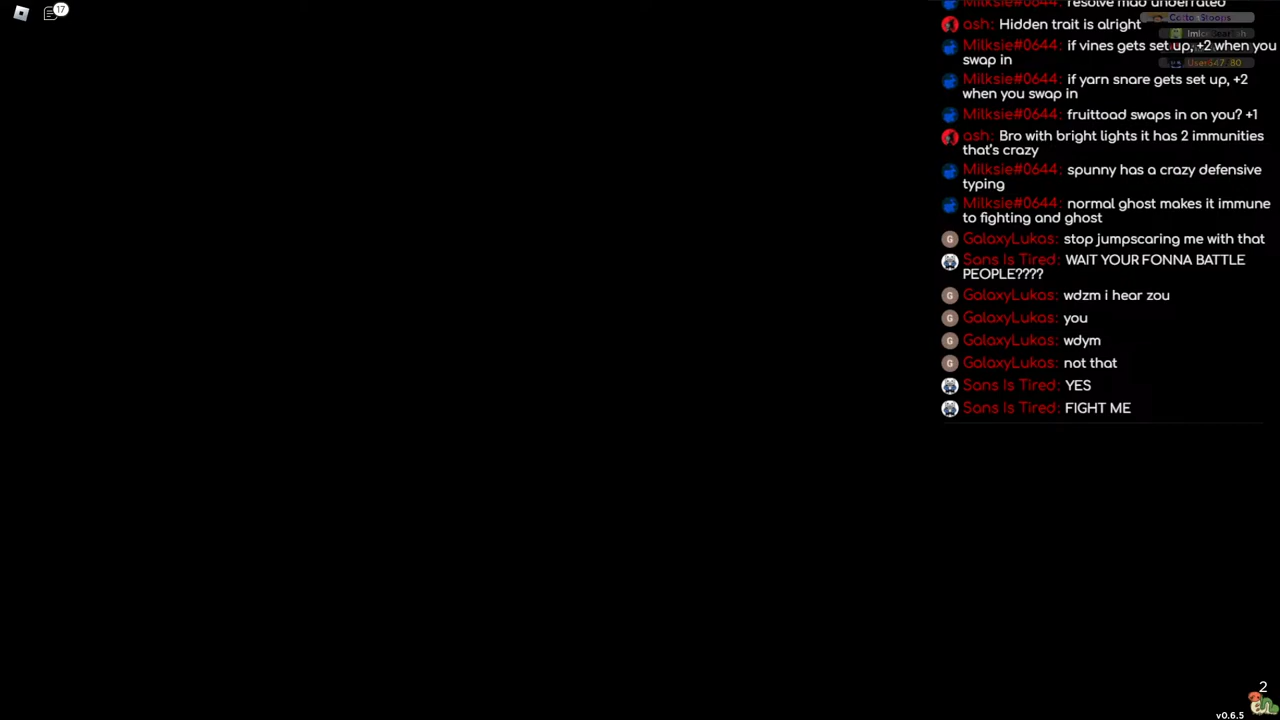 17
resolve mad underrated
ash: Hidden trait is alright
Milksie#0644: if vines gets set up, +2 when you
swap in
Milksie#0644: if yarn snare gets set up, +2
when you swap in
Milksie#0644: fruittoad swaps in on you? +1
ash: Bro with bright lights it has 2 immunities
that's crazy
Milksie#0644: spunny has a crazy defensive
typing
Milksie#0644: normal ghost makes it immune
to fighting and ghost
GalaxyLukas: stop jumpscaring me with that
Sans Is Tired: WAIT YOUR FONNA BATTLE
PEOPLE????
GalaxyLukas: wdzm i hear zou
GalaxyLukas: you
GalaxyLukas: wdym
GalaxyLukas: not that
Sans Is Tired: YES
Sans Is Tired: FIGHT ME
2
v0.6.5